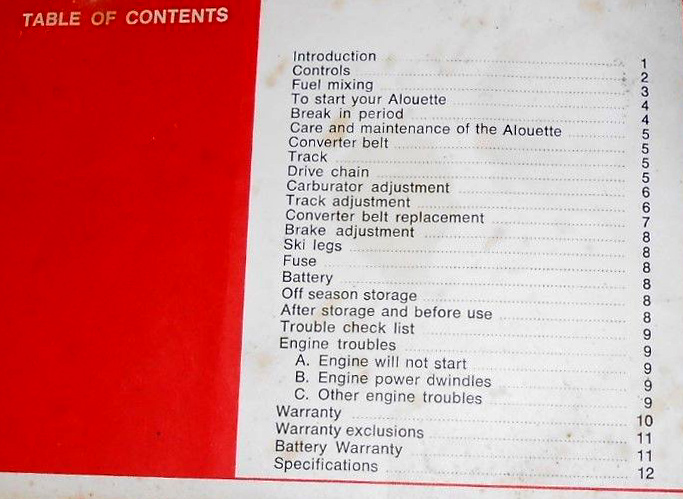 TABLE OF CONTENTS
Introduction 1
Controls 2
Fuel mixing 3
To start your Alouette 4
Break in period 4
Care and maintenance of the Alouette 5
Converter belt 5
Track 5
Drive chain 5
Carburator adjustment 6
Track adjustment 6
Converter belt replacement 7
Brake adjustment 8
Ski legs 8
Fuse 8
Battery 8
Off season storage 8
After storage and before use 8
Trouble check list 9
Engine troubles 9
A. Engine will not start 9
B. Engine power dwindles 9
C. Other engine troubles 9
Warranty 10
Warranty exclusions 11
Battery Warranty 11
Specifications 12